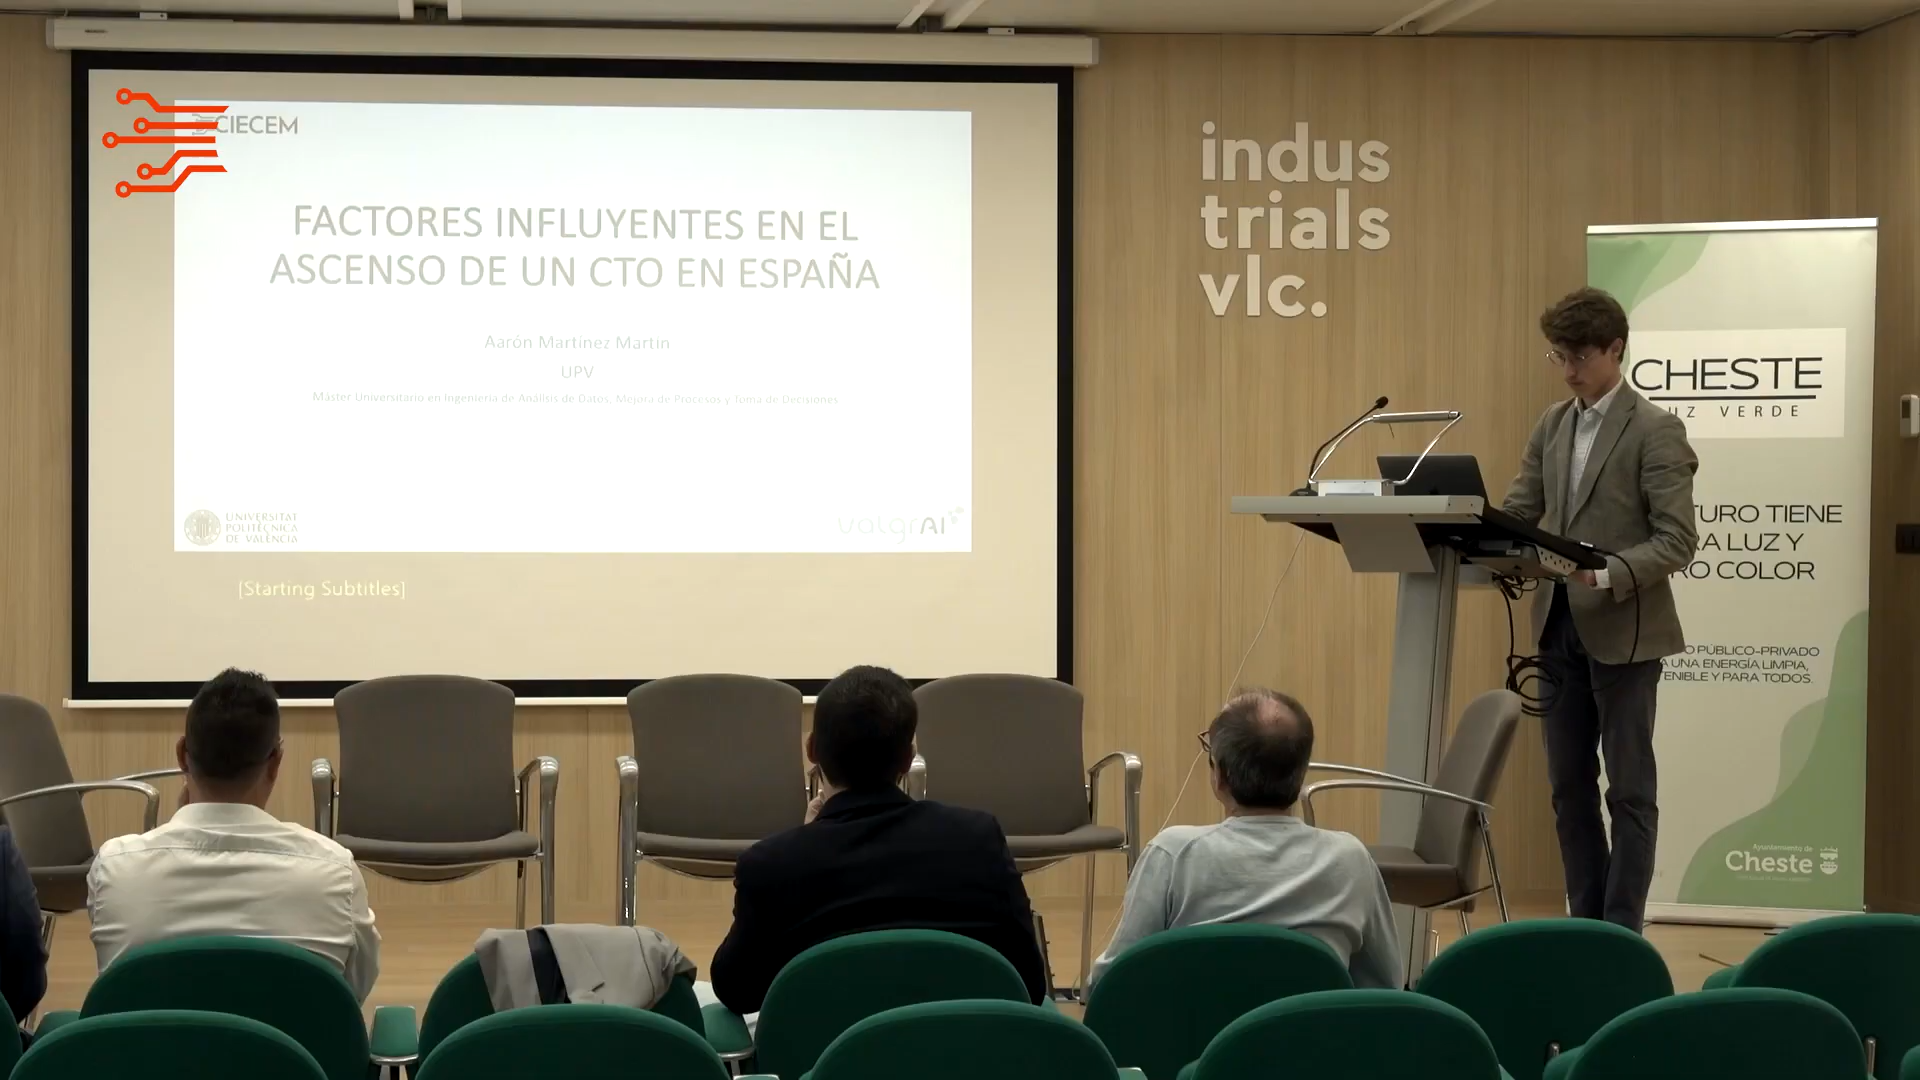 CIECEM
FACTORES INFLUYENTES EN EL
ASCENSO DE UN CTO EN ESPAÑA
Aarón Martínez Martín
UPV
Máster Universitario en Ingeniería de Análisis de Datos, Mejora de Procesos y Toma de Decisiones
UNIVERSITAT
POLITÈCNICA
DE VALÈNCIA
valgrAI
[Starting Subtitles]
indus
trials
vlc.
CHESTE
UZ VERDE
TURO TIENE
RA LUZ Y
RO COLOR
O PÚBLICO-PRIVADO
A UNA ENERGÍA LIMPIA,
TENIBLE Y PARA TODOS.
Ayuntamiento de
Cheste